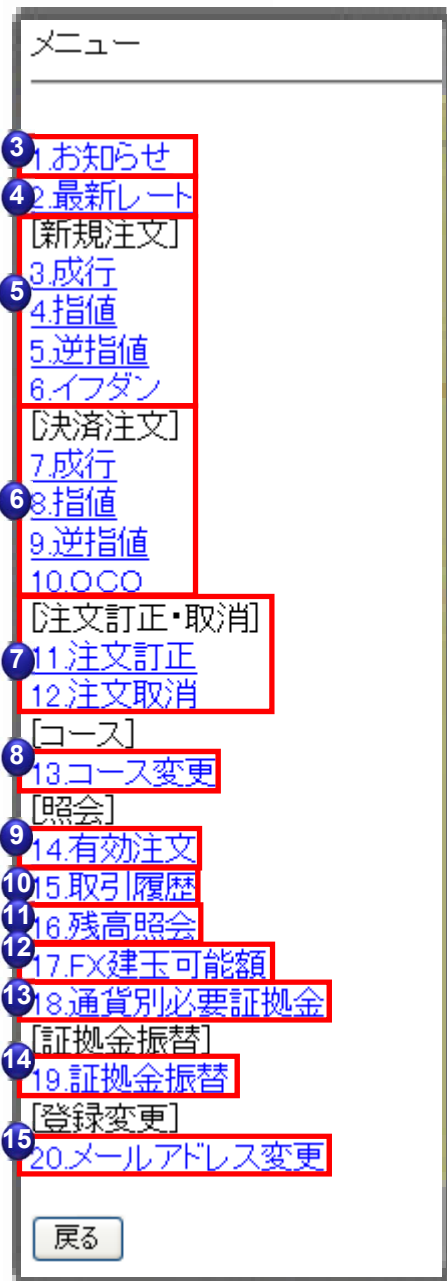 メニュー
3 1.お知らせ
4 2.最新レート
[新規注文]
3.成行
5 4.指値
5.逆指値
6.イフダン
[決済注文]
7.成行
6 8.指値
9.逆指値
10.OCO
[注文訂正・取消]
7 11.注文訂正
12.注文取消
[コース]
8 13.コース変更
[照会]
9 14.有効注文
10 15.取引履歴
11 16.残高照会
12 17.FX建玉可能額
13 18.通貨別必要証拠金
[証拠金振替]
14 19.証拠金振替
[登録変更]
15 20.メールアドレス変更
戻る